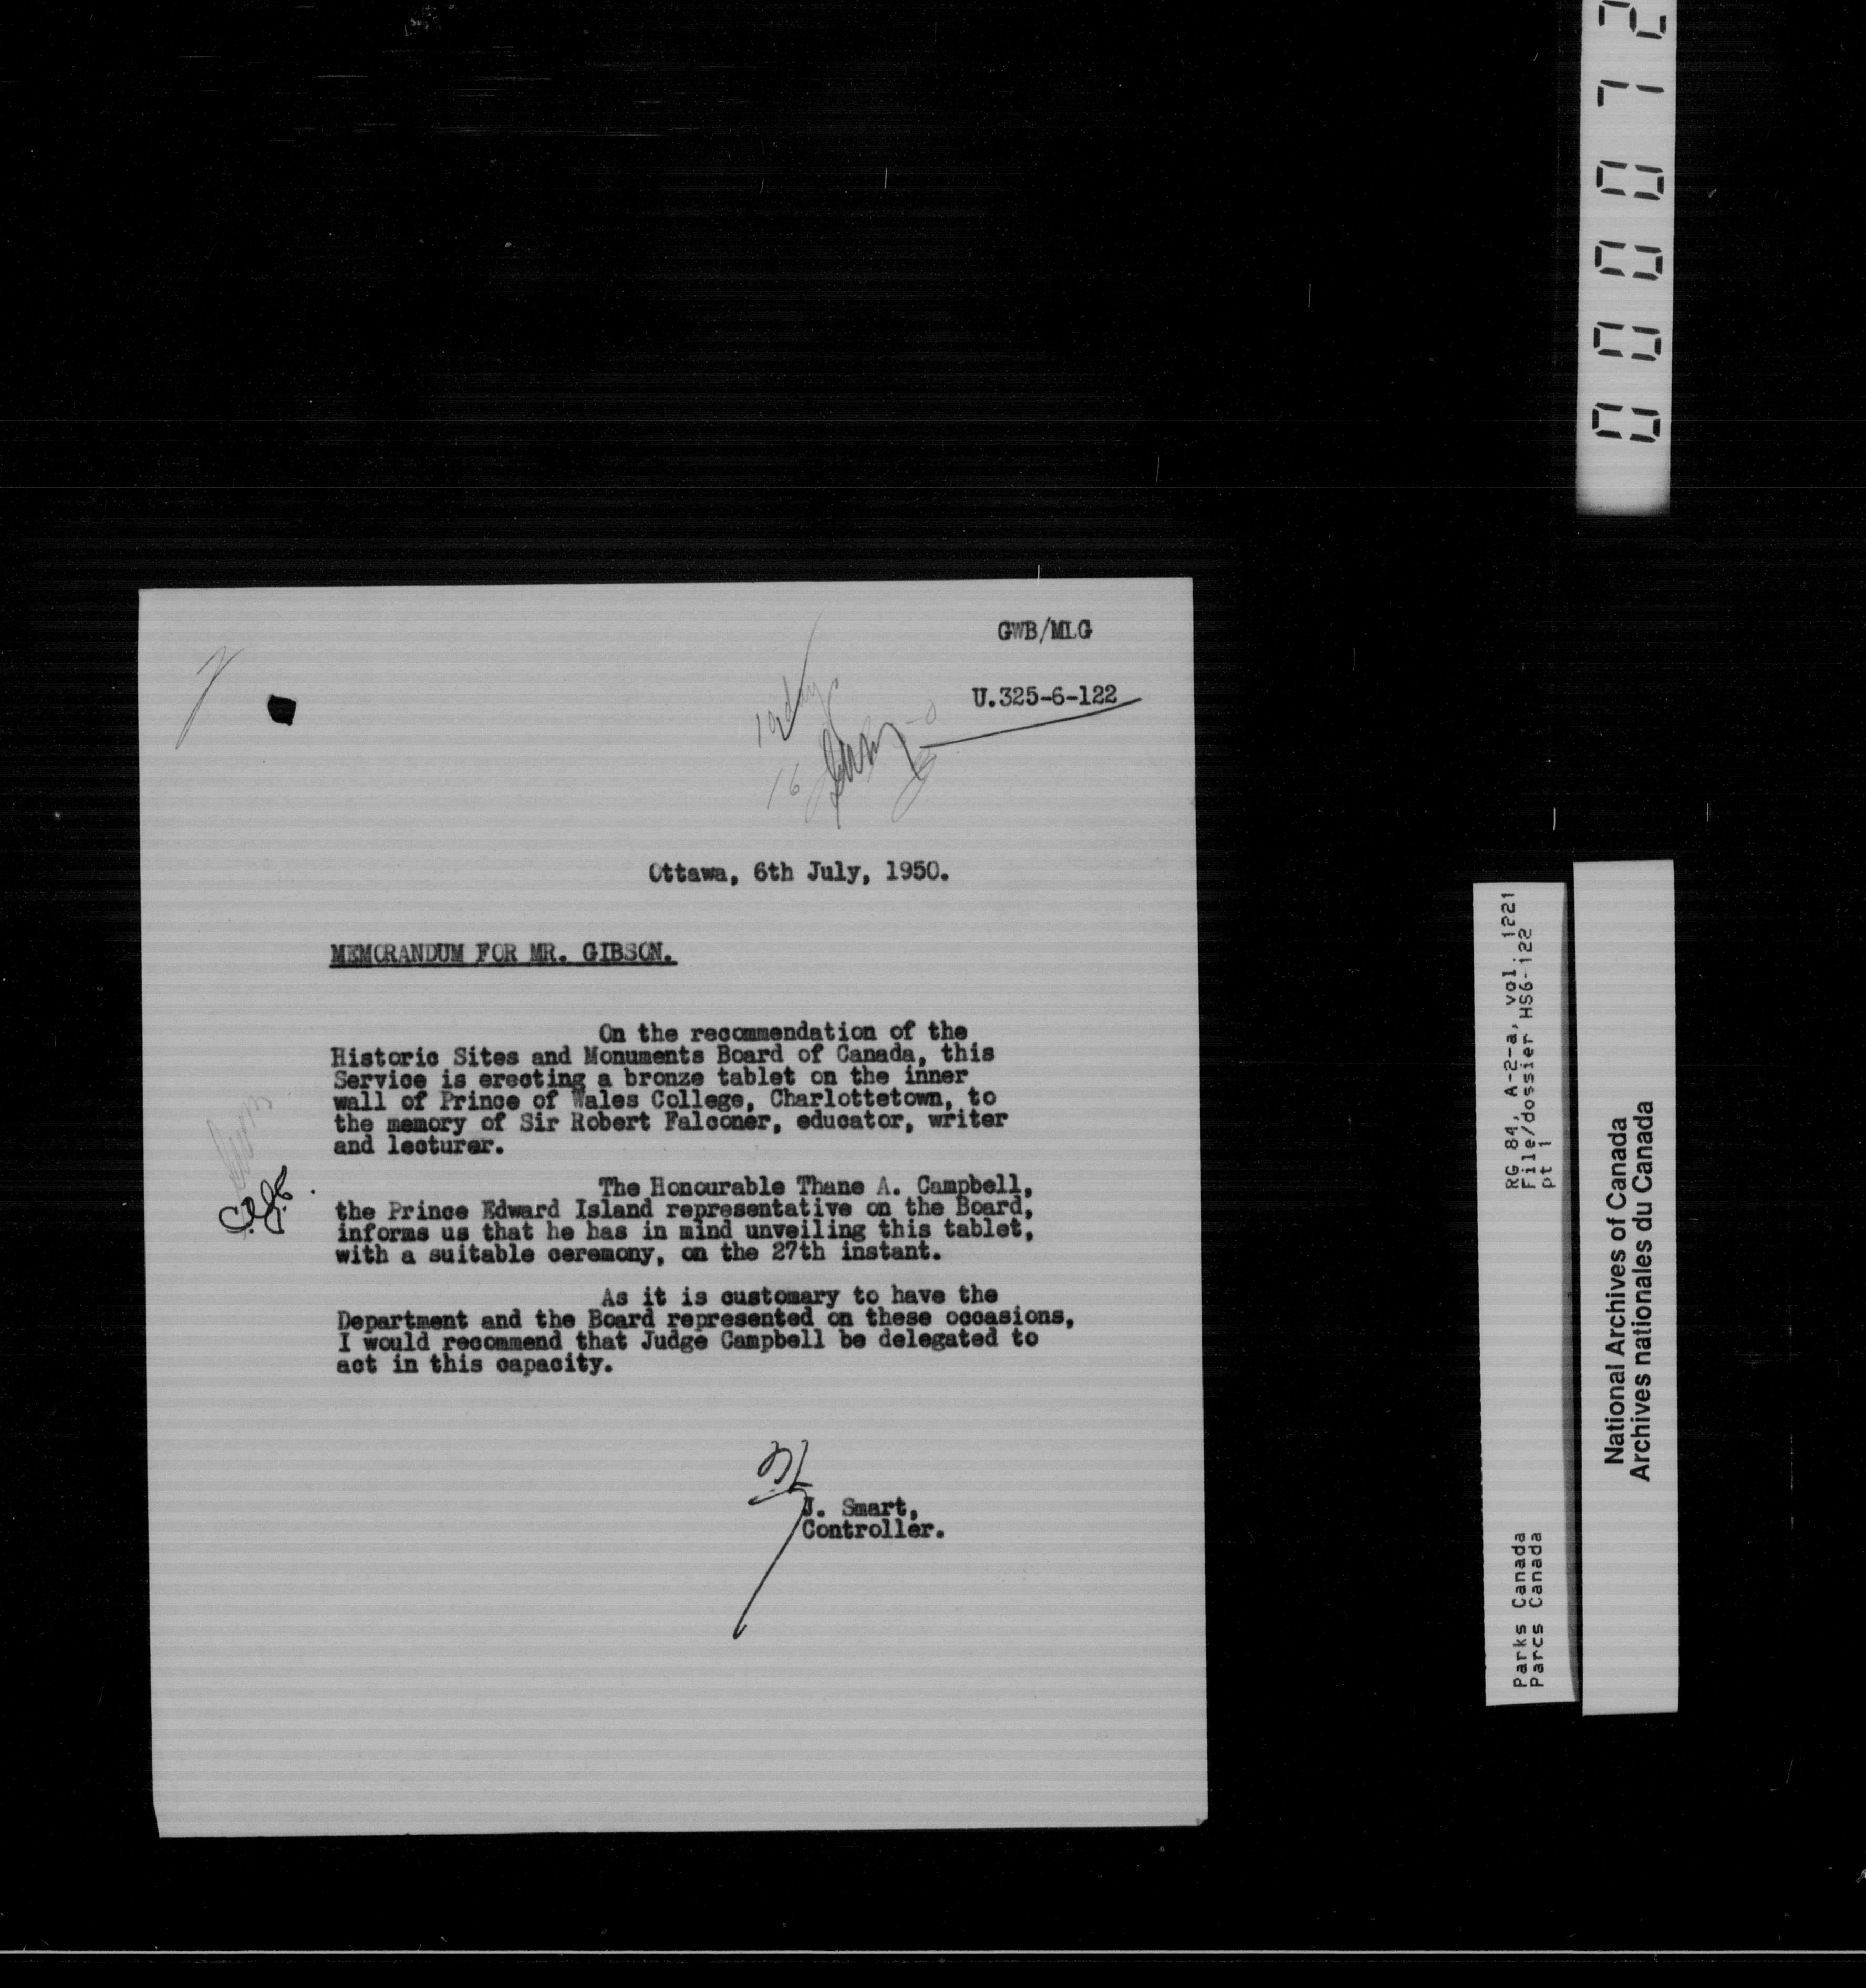 GWB/MLG
U.325-6-122
16
Ottawa, 6th July, 1950.
MEMORANDUM FOR MR. GIBSON.
On the recommendation of the
Historic Sites and Monuments Board of Canada, this
Service is erecting a bronze tablet on the inner
wall of Prince of Wales College, Charlottetown, to
the memory of Sir Robert Falconer, educator, writer
and lecturer.
The Honourable Thane A. Campbell,
the Prince Edward Island representative on the Board,
informs us that he has in mind unveiling this tablet,
with a suitable ceremony, on the 27th instant.
As it is customary to have the
Department and the Board represented on these occasions,
I would recommend that Judge Campbell be delegated to
act in this capacity.
J. Smart,
Controller.
000072
RG 84, A-2-a, vol. 1221
File/dossier HS6-122
pt 1
Parks Canada
Parcs Canada
National Archives of Canada
Archives nationales du Canada